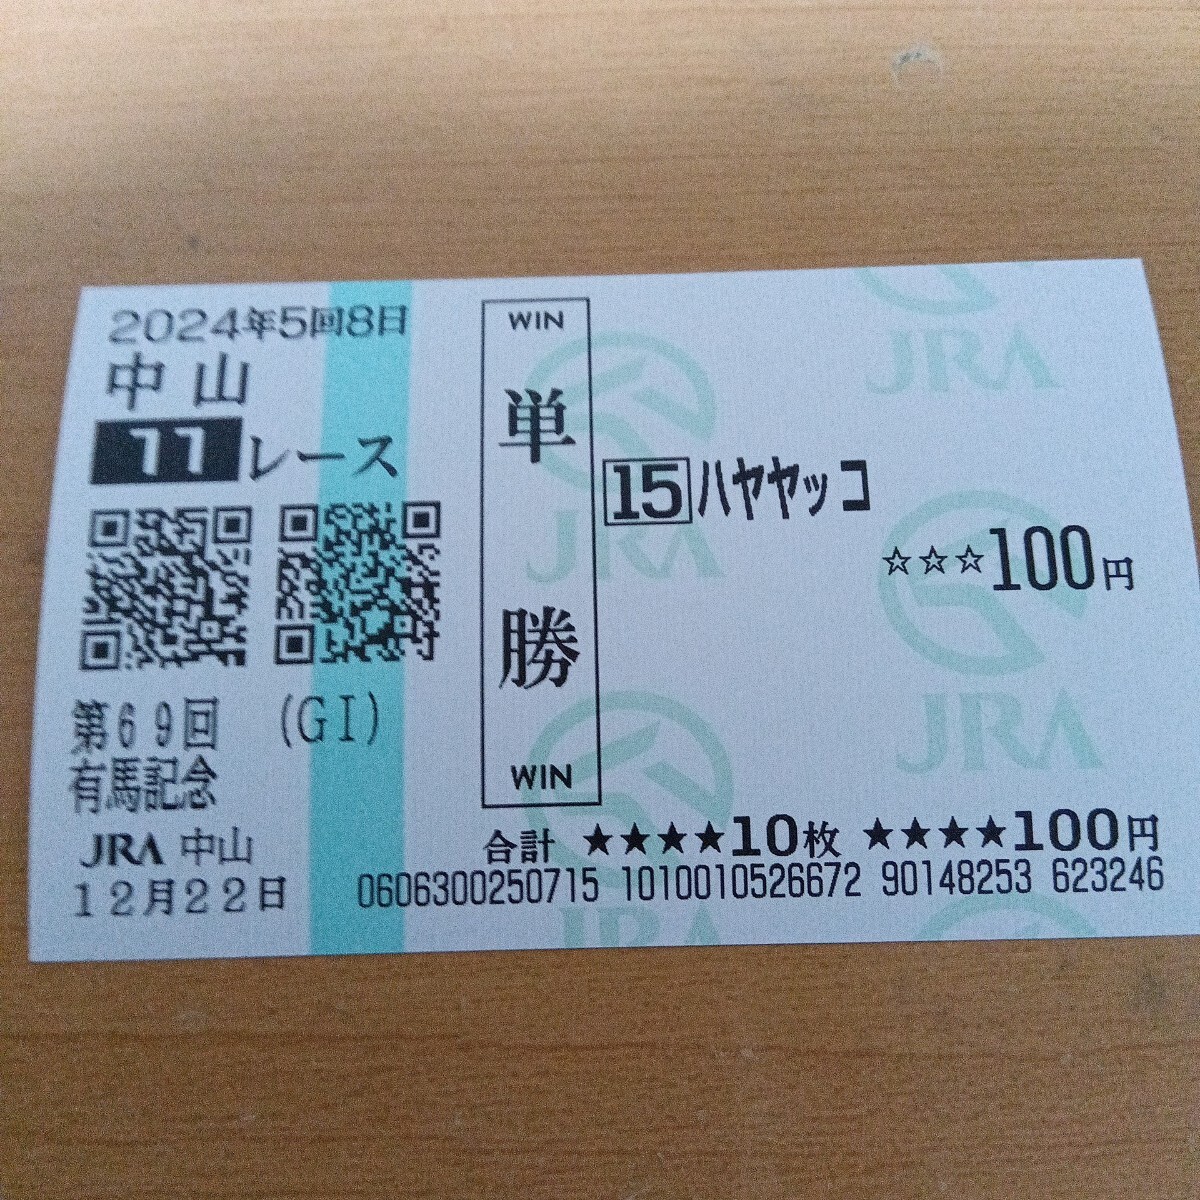 2024年5回8日
中山
11レース
第69回 (GI)
有馬記念
JRA 中山
12月22日
WIN
単勝
WIN
15 ハヤヤッコ
☆☆☆100円
合計 ★★★★10枚 ★★★★100円
0606300250715 1010010526672 90148253 623246
JRA
JRA
JRA
JRA